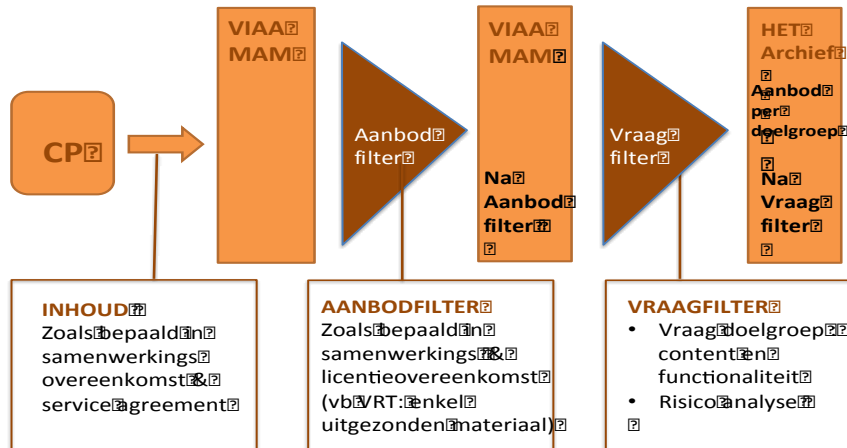 CP
VIAA
MAM
Aanbod
filter
VIAA
MAM
Na
Aanbod
filter
Vraag
filter
HET
Archief
Aanbod
per
doelgroep
Na
Vraag
filter
INHOUD
Zoals bepaald in
samenwerkings
overeenkomst &
service agreement
AANBODFILTER
Zoals bepaald in
samenwerkings &
licentieovereenkomst
(vb VRT: enkel
uitgezonden materiaal)
VRAAGFILTER
• Vraag doelgroep
content en
functionaliteit
• Risico analyse